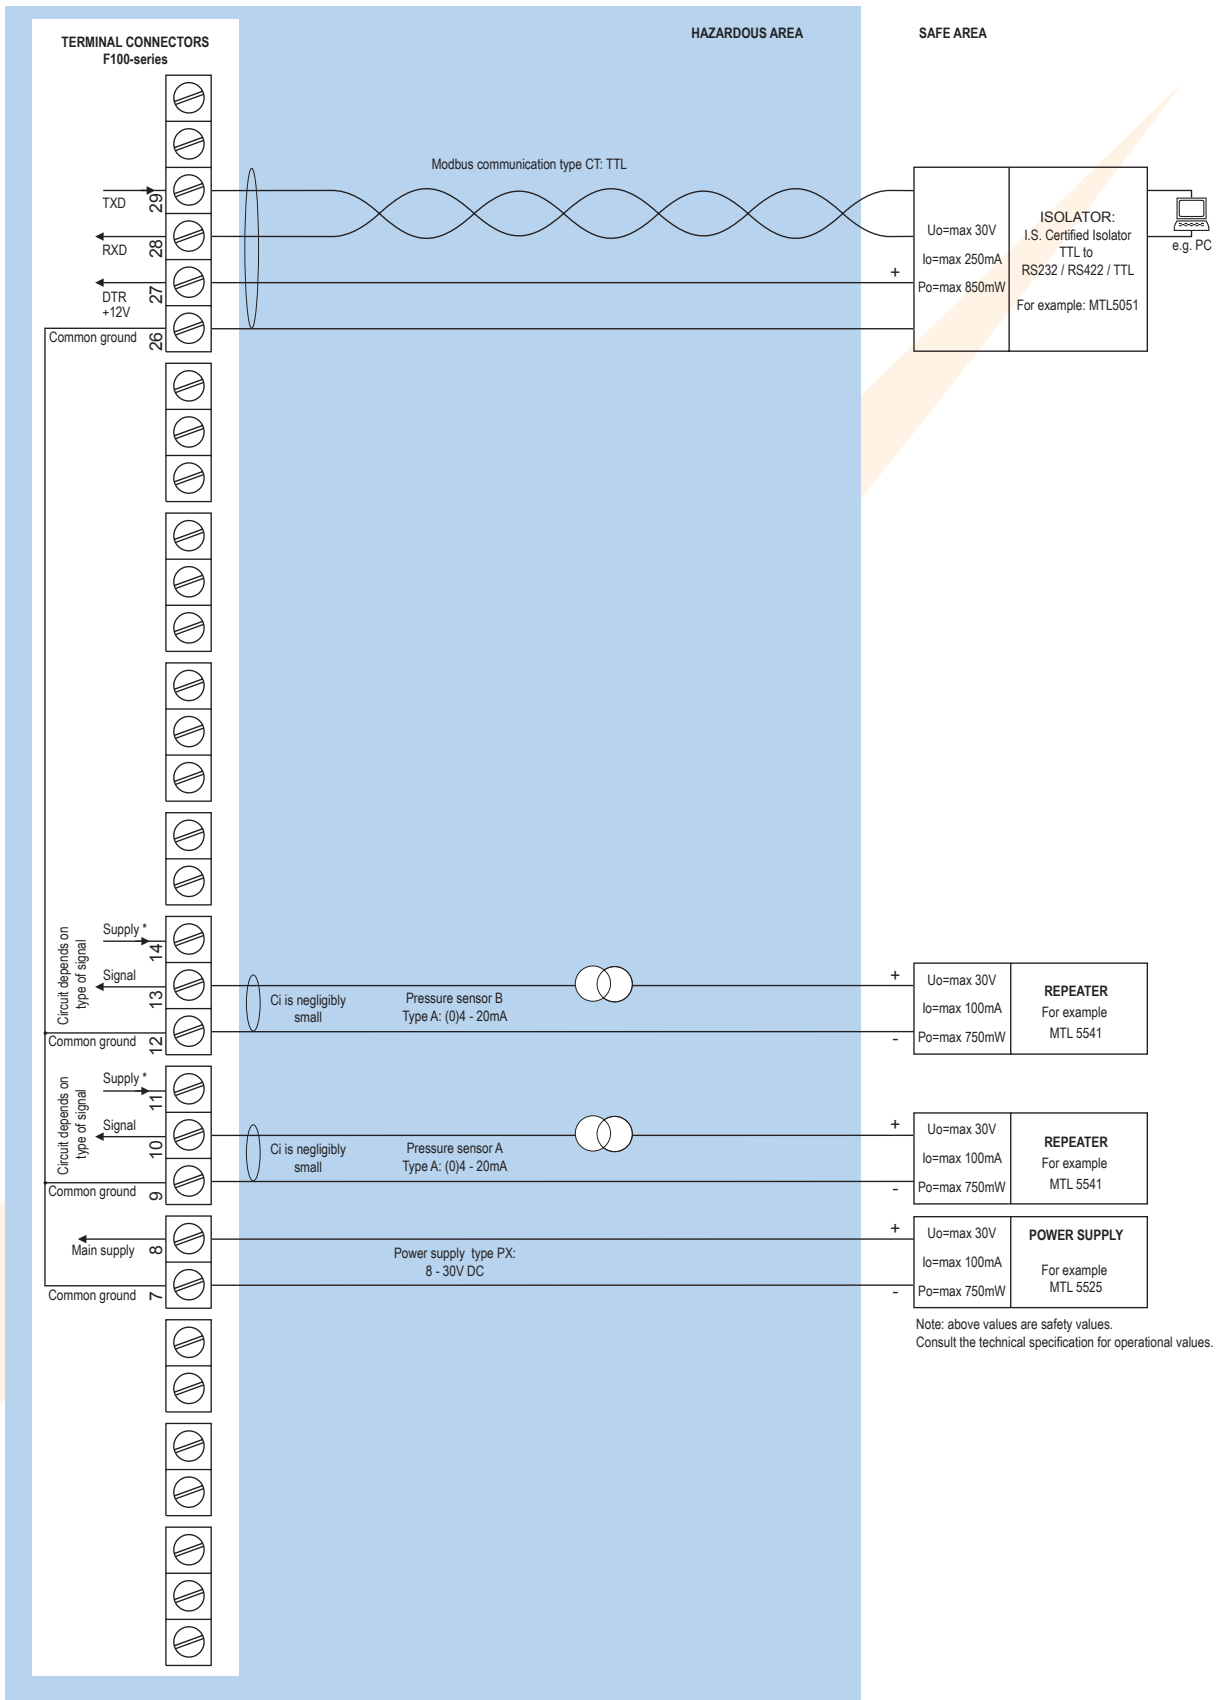 HAZARDOUS AREA
SAFE AREA
TERMINAL CONNECTORS
F100-series
Modbus communication type CT: TTL
TXD
29
RXD
28
DTR
+12V
27
Common ground
26
+
Uo=max 30V
Io=max 250mA
Po=max 850mW
ISOLATOR:
I.S. Certified Isolator
TTL to
RS232 / RS422 / TTL
For example: MTL5051
e.g. PC
Circuit depends on
type of signal
Supply *
14
Signal
13
Common ground
12
Ci is negligibly
small
Pressure sensor B
Type A: (0)4 - 20mA
+
-
Uo=max 30V
Io=max 100mA
Po=max 750mW
REPEATER
For example
MTL 5541
Circuit depends on
type of signal
Supply *
11
Signal
10
Common ground
9
Ci is negligibly
small
Pressure sensor A
Type A: (0)4 - 20mA
+
-
Uo=max 30V
Io=max 100mA
Po=max 750mW
REPEATER
For example
MTL 5541
Main supply
8
Common ground
7
Power supply type PX:
8 - 30V DC
+
-
Uo=max 30V
Io=max 100mA
Po=max 750mW
POWER SUPPLY
For example
MTL 5525
Note: above values are safety values.
Consult the technical specification for operational values.